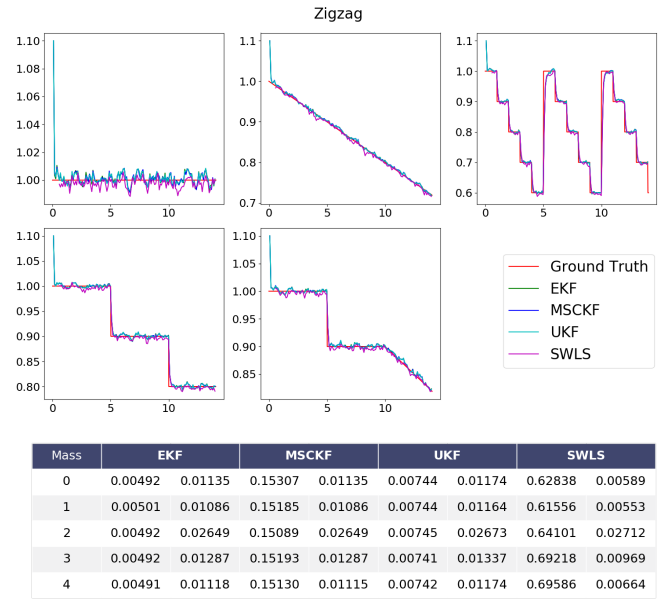 Zigzag
1.10
1.08
1.06
1.04
1.02
1.00
0 5 10
1.1
1.0
0.9
0.8
0.7
0 5 10
1.1
1.0
0.9
0.8
0.7
0.6
0 5 10
1.10
1.05
1.00
0.95
0.90
0.85
0.80
0 5 10
1.10
1.05
1.00
0.95
0.90
0.85
0 5 10
Ground Truth
EKF
MSCKF
UKF
SWLS
Mass EKF MSCKF UKF SWLS
0 0.00492 0.01135 0.15307 0.01135 0.00744 0.01174 0.62838 0.00589
1 0.00501 0.01086 0.15185 0.01086 0.00744 0.01164 0.61556 0.00553
2 0.00492 0.02649 0.15089 0.02649 0.00745 0.02673 0.64101 0.02712
3 0.00492 0.01287 0.15193 0.01287 0.00741 0.01337 0.69218 0.00969
4 0.00491 0.01118 0.15130 0.01115 0.00742 0.01174 0.69586 0.00664